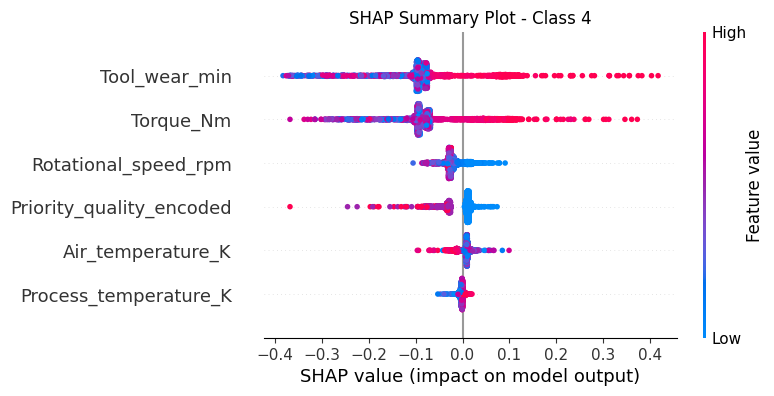 SHAP Summary Plot - Class 4
High
Tool_wear_min
Torque_Nm
Rotational_speed_rpm
Priority_quality_encoded
Air_temperature_K
Process_temperature_K
Feature value
Low
−0.4 −0.3 −0.2 −0.1 0.0 0.1 0.2 0.3 0.4
SHAP value (impact on model output)